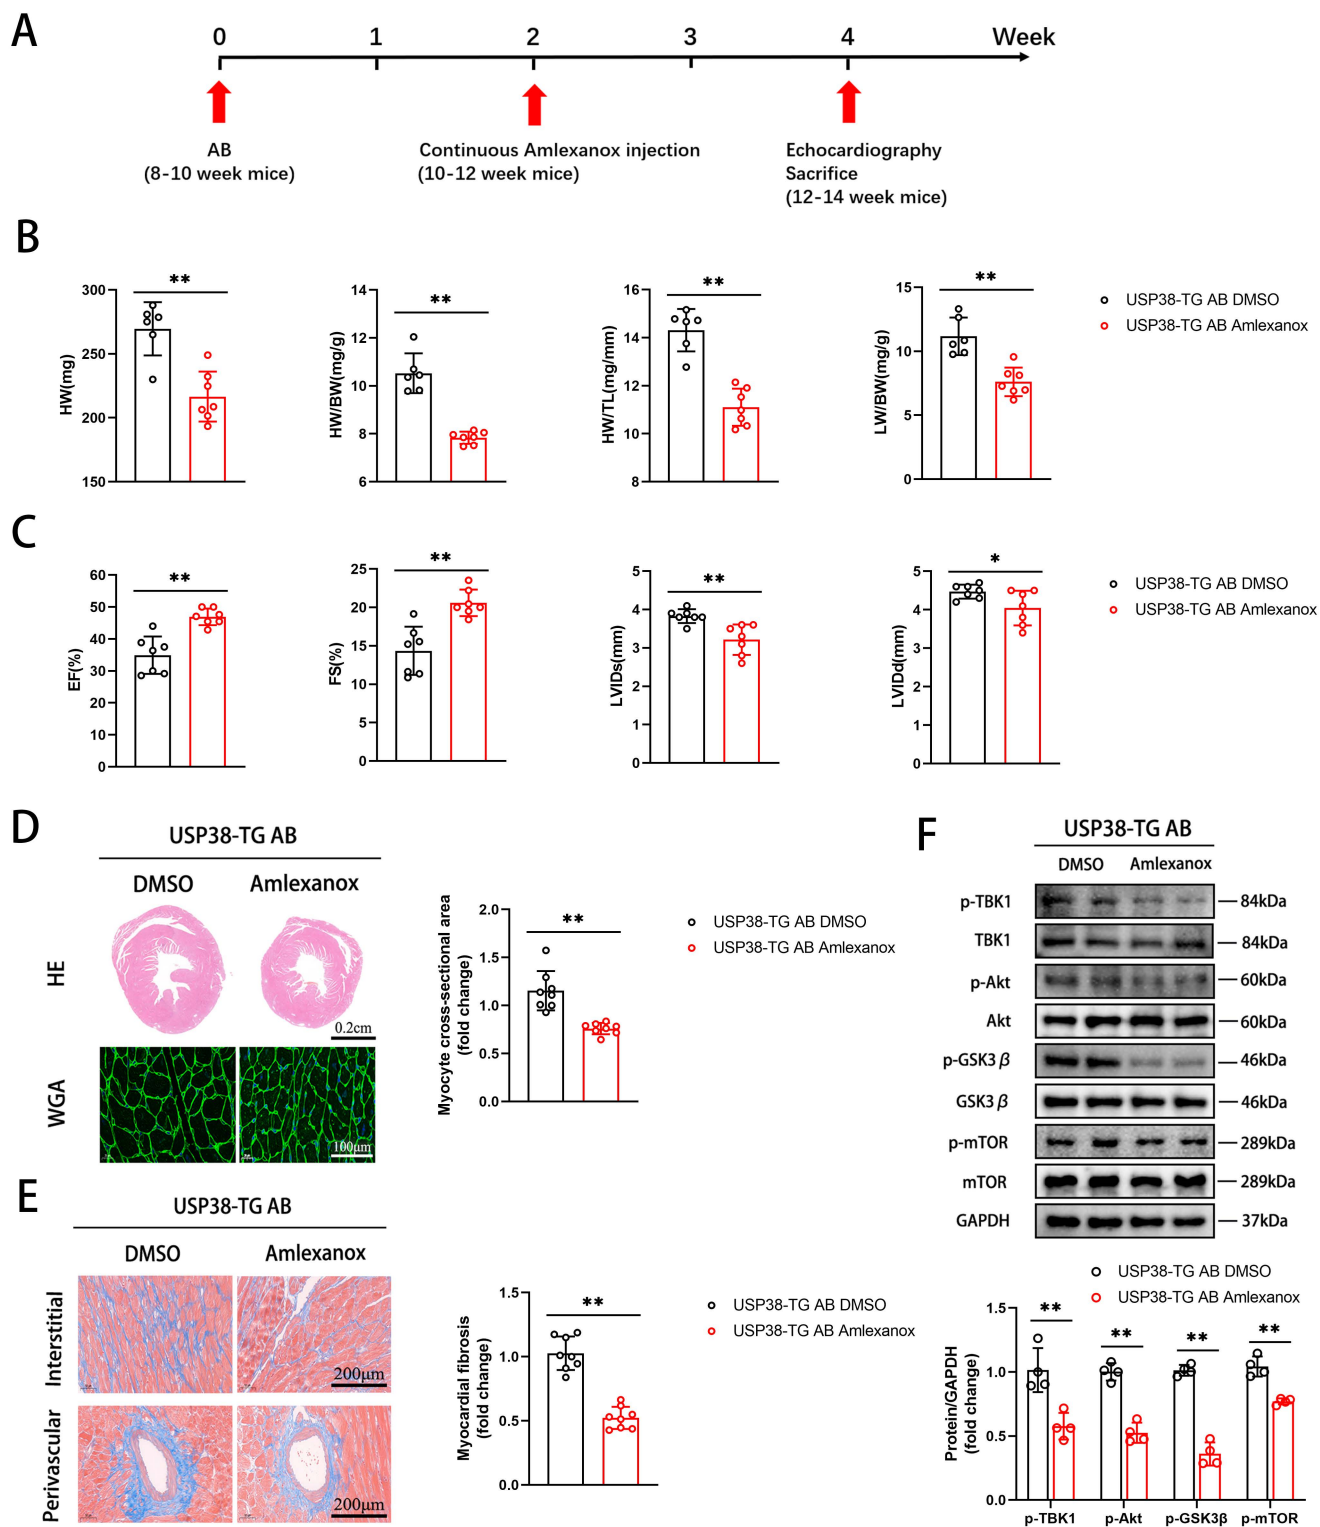 A
0 1 2 3 4 Week
AB
(8-10 week mice)
Continuous Amlexanox injection
(10-12 week mice)
Echocardiography
Sacrifice
(12-14 week mice)
B
HW(mg)
300
250
200
150
**
HW/BW(mg/g)
14
12
10
8
6
**
HW/TL(mg/mm)
16
14
12
10
8
**
LW/BW(mg/g)
15
10
5
0
**
USP38-TG AB DMSO
USP38-TG AB Amlexanox
C
EF(%)
60
50
40
30
20
10
0
**
FS(%)
25
20
15
10
5
0
**
LVIDs(mm)
5
4
3
2
1
0
**
LVIDd(mm)
5
4
3
2
1
0
*
USP38-TG AB DMSO
USP38-TG AB Amlexanox
D
USP38-TG AB
DMSO Amlexanox
HE
0.2cm
WGA
100μm
Myocyte cross-sectional area
(fold change)
2.0
1.5
1.0
0.5
0.0
**
USP38-TG AB DMSO
USP38-TG AB Amlexanox
E
USP38-TG AB
DMSO Amlexanox
Interstitial
200μm
Perivascular
200μm
Myocardial fibrosis
(fold change)
1.5
1.0
0.5
0.0
**
USP38-TG AB DMSO
USP38-TG AB Amlexanox
F
USP38-TG AB
DMSO Amlexanox
p-TBK1 84kDa
TBK1 84kDa
p-Akt 60kDa
Akt 60kDa
p-GSK3β 46kDa
GSK3β 46kDa
p-mTOR 289kDa
mTOR 289kDa
GAPDH 37kDa
USP38-TG AB DMSO
USP38-TG AB Amlexanox
Protein/GAPDH
(fold change)
1.5
1.0
0.5
0.0
** ** ** **
p-TBK1 p-Akt p-GSK3β p-mTOR